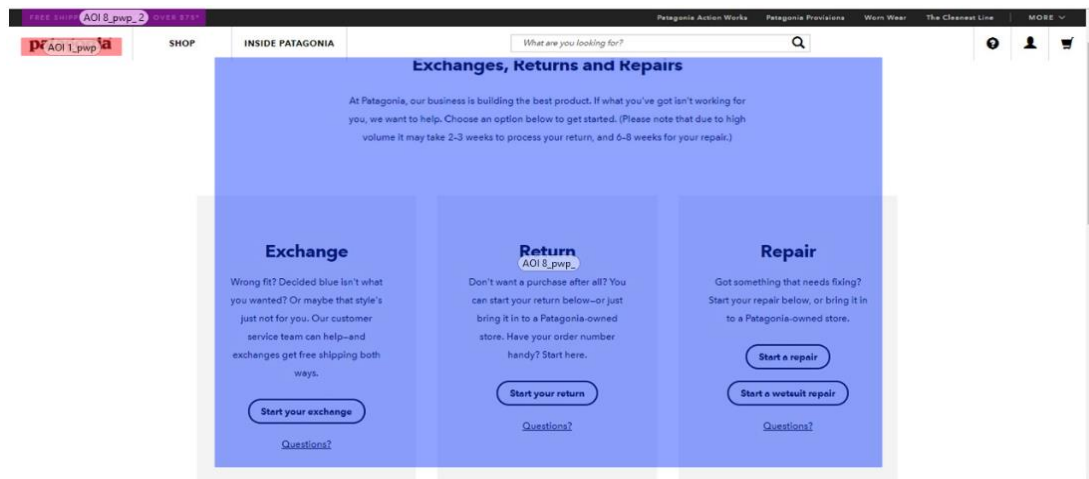 FREE SHIPP AOI 8_pwp_2 OVER $75*
Patagonia Action Works Patagonia Provisions Worn Wear The Cleanest Line MORE
AOI 1_pwp
SHOP INSIDE PATAGONIA What are you looking for?
Exchanges, Returns and Repairs
At Patagonia, our business is building the best product. If what you've got isn't working for
you, we want to help. Choose an option below to get started. (Please note that due to high
volume it may take 2-3 weeks to process your return, and 6-8 weeks for your repair.)
Exchange
Wrong fit? Decided blue isn't what
you wanted? Or maybe that style's
just not for you. Our customer
service team can help—and
exchanges get free shipping both
ways.
Start your exchange
Questions?
Return
AOI 8_pwp_
Don't want a purchase after all? You
can start your return below—or just
bring it in to a Patagonia-owned
store. Have your order number
handy? Start here.
Start your return
Questions?
Repair
Got something that needs fixing?
Start your repair below, or bring it in
to a Patagonia-owned store.
Start a repair
Start a wetsuit repair
Questions?